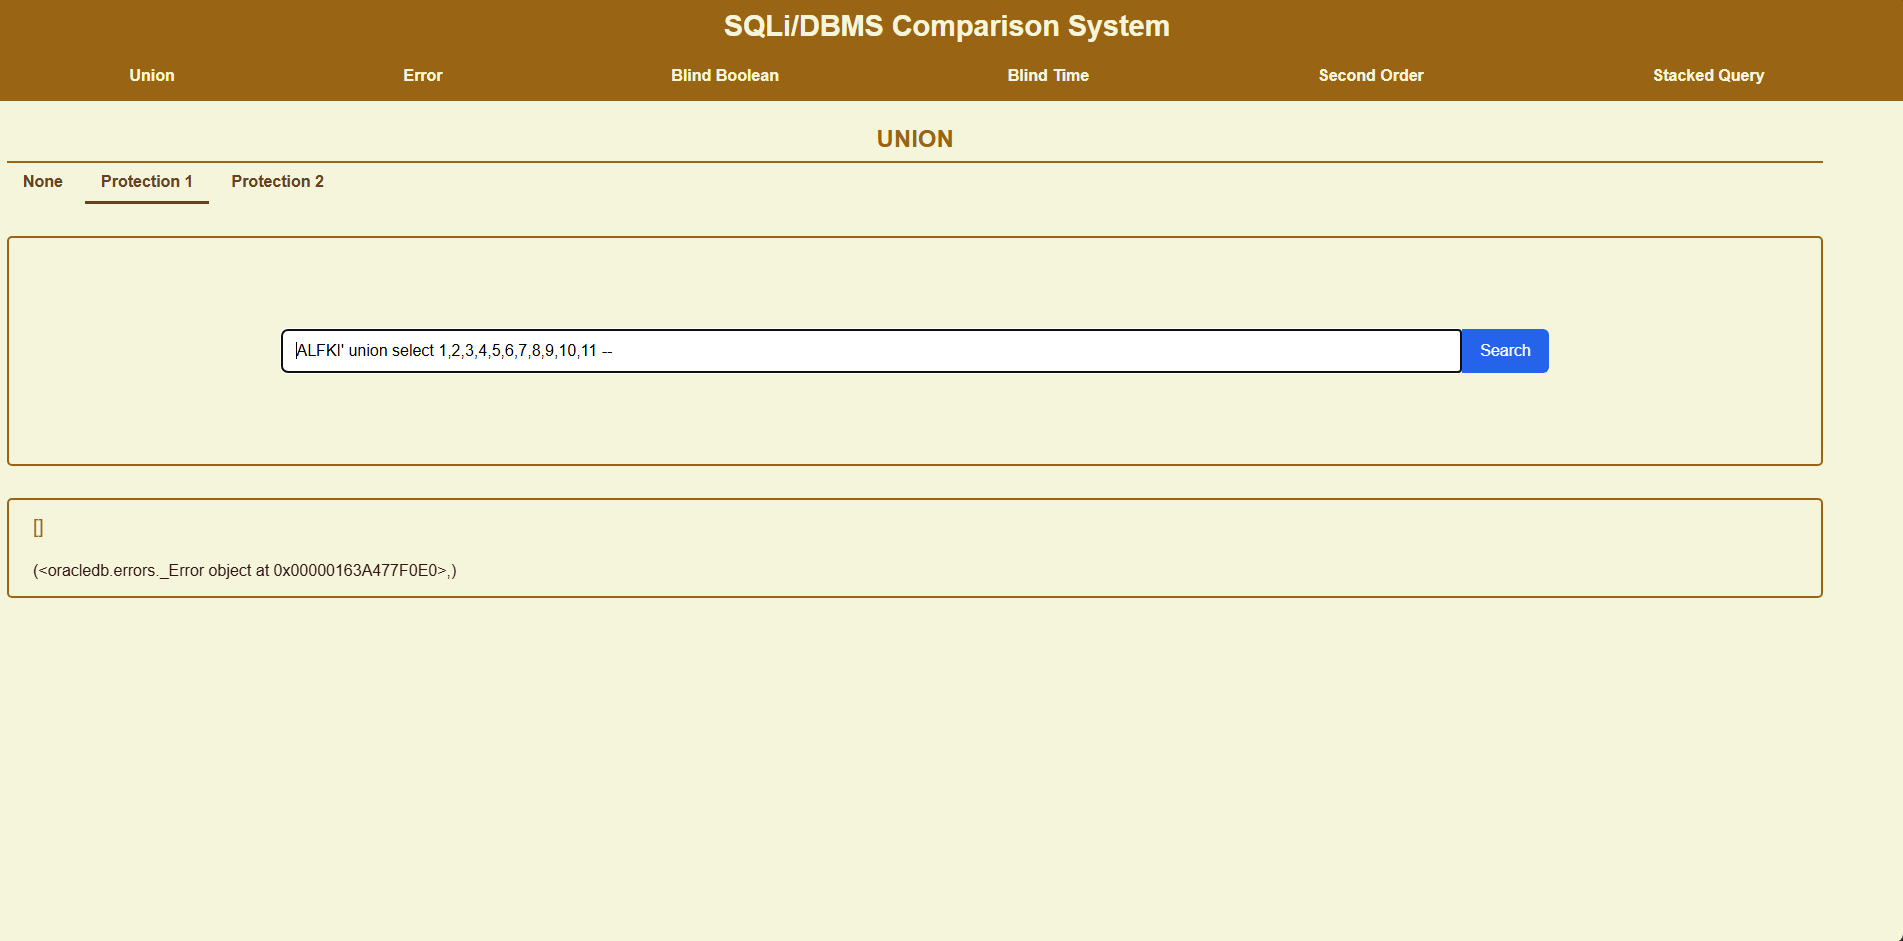 SQLi/DBMS Comparison System
Union Error Blind Boolean Blind Time Second Order Stacked Query
UNION
None Protection 1 Protection 2
ALFKI' union select 1,2,3,4,5,6,7,8,9,10,11 --
Search
[]
(<oracledb.errors._Error object at 0x00000163A477F0E0>,)